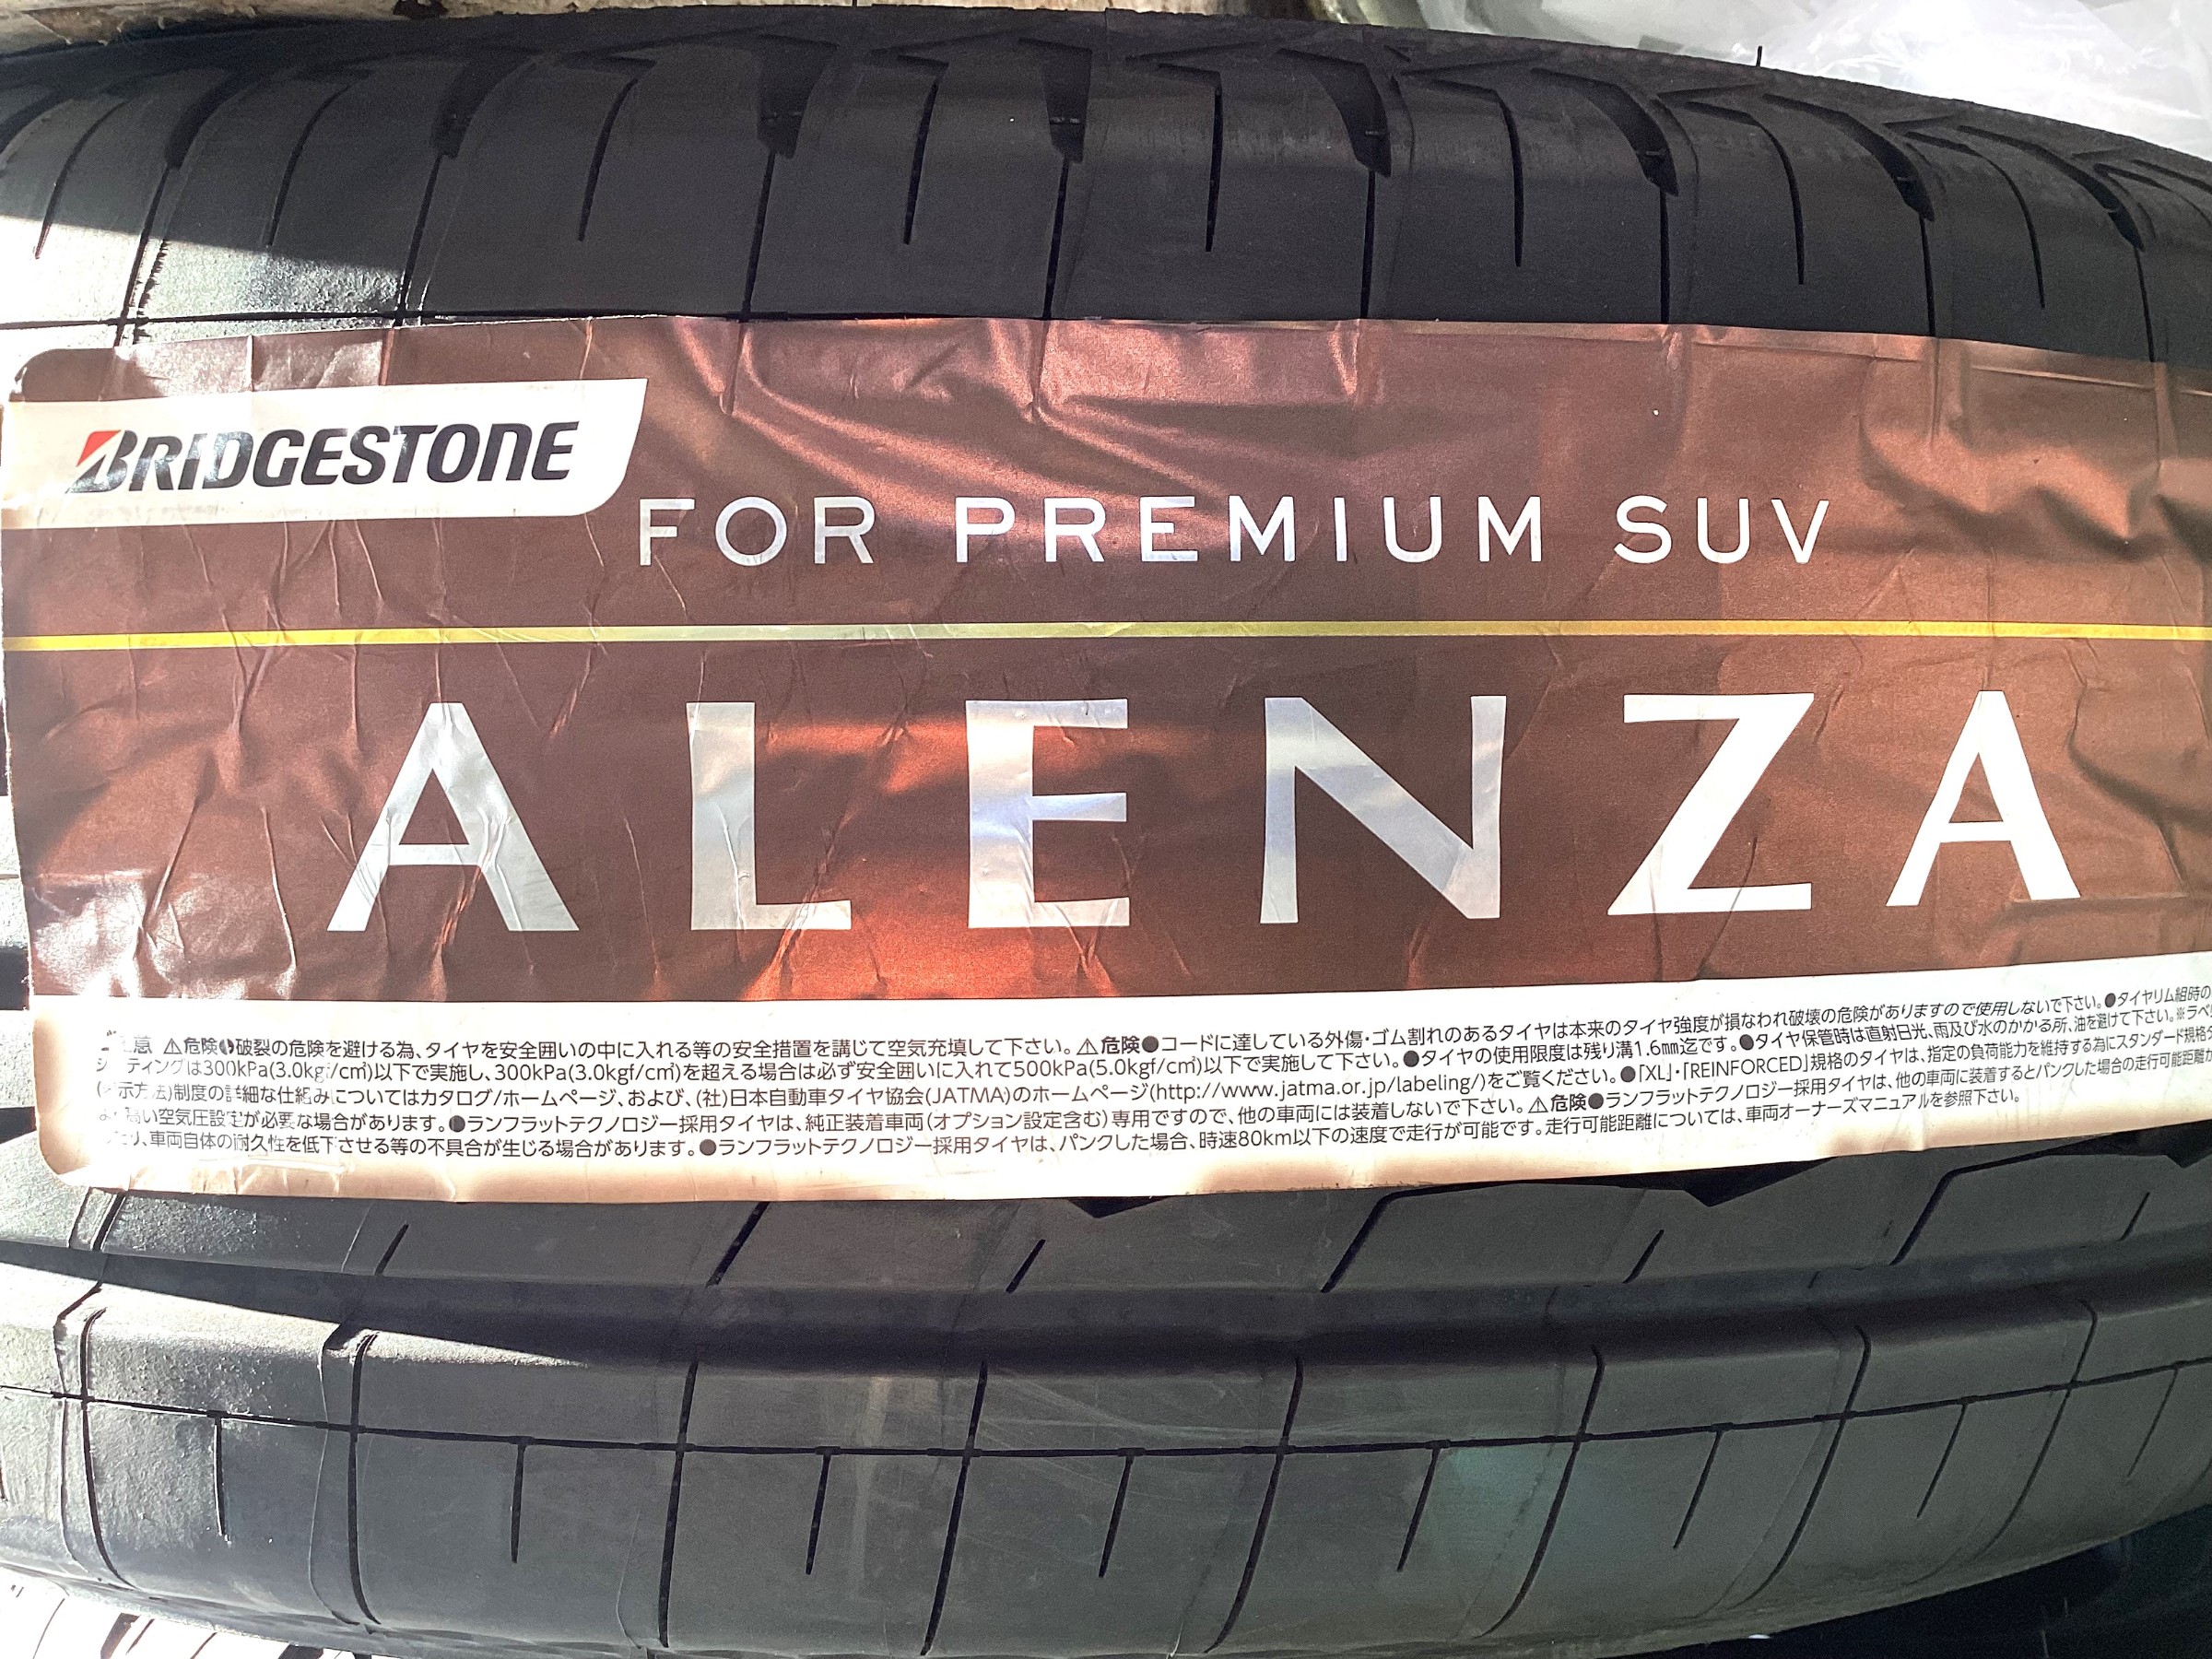 BRIDGESTONE
FOR PREMIUM SUV
ALENZA
意 ⚠危険●破裂の危険を避ける為、タイヤを安全囲いの中に入れる等の安全措置を講じて空気充填して下さい。⚠危険●コードに達している外傷・ゴム割れのあるタイヤは本来のタイヤ強度が損なわれ破壊の危険がありますので使用しないで下さい。●タイヤリム組時の
ティングは300kPa(3.0kgf/c㎡)以下で実施し、300kPa(3.0kgf/c㎡)を超える場合は必ず安全囲いに入れて500kPa(5.0kgf/c㎡)以下で実施して下さい。●タイヤの使用限度は残り溝1.6㎜迄です。●タイヤ保管時は直射日光、雨及び水のかかる所、油を避けて下さい。※ラベ
示方法)制度の詳細な仕組みについてはカタログ/ホームページ、および、(社)日本自動車タイヤ協会(JATMA)のホームページ(http://www.jatma.or.jp/labeling/)をご覧ください。●「XL」・「REINFORCED」規格のタイヤは、指定の負荷能力を維持する為にスタンダード規格
高い空気圧設定が必要な場合があります。●ランフラットテクノロジー採用タイヤは、純正装着車両(オプション設定含む)専用ですので、他の車両には装着しないで下さい。⚠危険●ランフラットテクノロジー採用タイヤは、他の車両に装着するとパンクした場合の走行可能距離が
たり、車両自体の耐久性を低下させる等の不具合が生じる場合があります。●ランフラットテクノロジー採用タイヤは、パンクした場合、時速80km以下の速度で走行が可能です。走行可能距離については、車両オーナーズマニュアルを参照下さい。